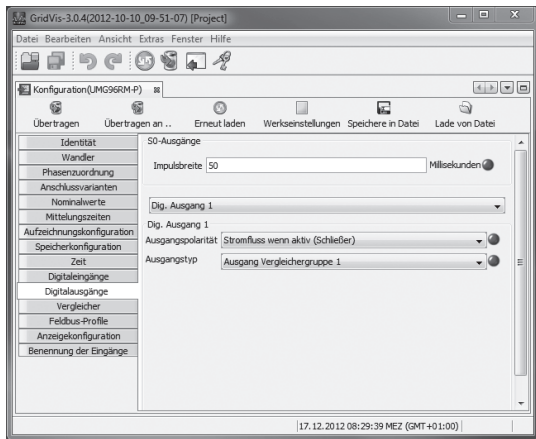 GridVis-3.0.4(2012-10-10_09-51-07) [Project]
Datei Bearbeiten Ansicht Extras Fenster Hilfe
Konfiguration(UMG96RM-P)
Übertragen Übertragen an .. Erneut laden Werkseinstellungen Speichere in Datei Lade von Datei
Identität
Wandler
Phasenzuordnung
Anschlussvarianten
Nominalwerte
Mittelungszeiten
Aufzeichnungskonfiguration
Speicherkonfiguration
Zeit
Digitaleingänge
Digitalausgänge
Vergleicher
Feldbus-Profile
Anzeigekonfiguration
Benennung der Eingänge
S0-Ausgänge
Impulsbreite 50 Millisekunden
Dig. Ausgang 1
Dig. Ausgang 1
Ausgangspolarität Stromfluss wenn aktiv (Schließer)
Ausgangstyp Ausgang Vergleichergruppe 1
17.12.2012 08:29:39 MEZ (GMT+01:00)